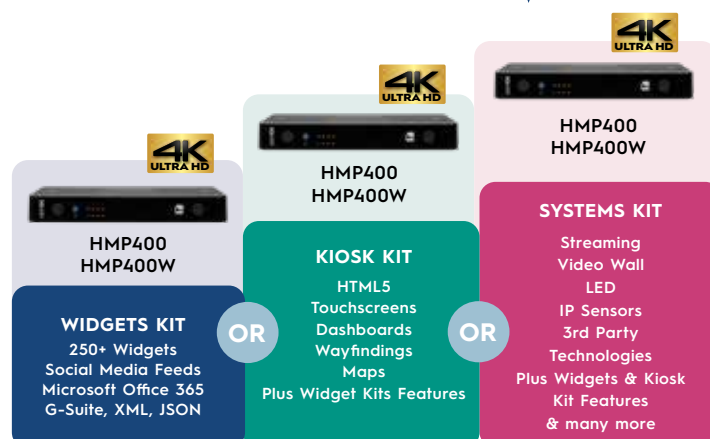 4K
ULTRA HD
HMP400
HMP400W
WIDGETS KIT
250+ Widgets
Social Media Feeds
Microsoft Office 365
G-Suite, XML, JSON
OR
4K
ULTRA HD
HMP400
HMP400W
KIOSK KIT
HTML5
Touchscreens
Dashboards
Wayfindings
Maps
Plus Widget Kits Features
OR
4K
ULTRA HD
HMP400
HMP400W
SYSTEMS KIT
Streaming
Video Wall
LED
IP Sensors
3rd Party
Technologies
Plus Widgets & Kiosk
Kit Features
& many more